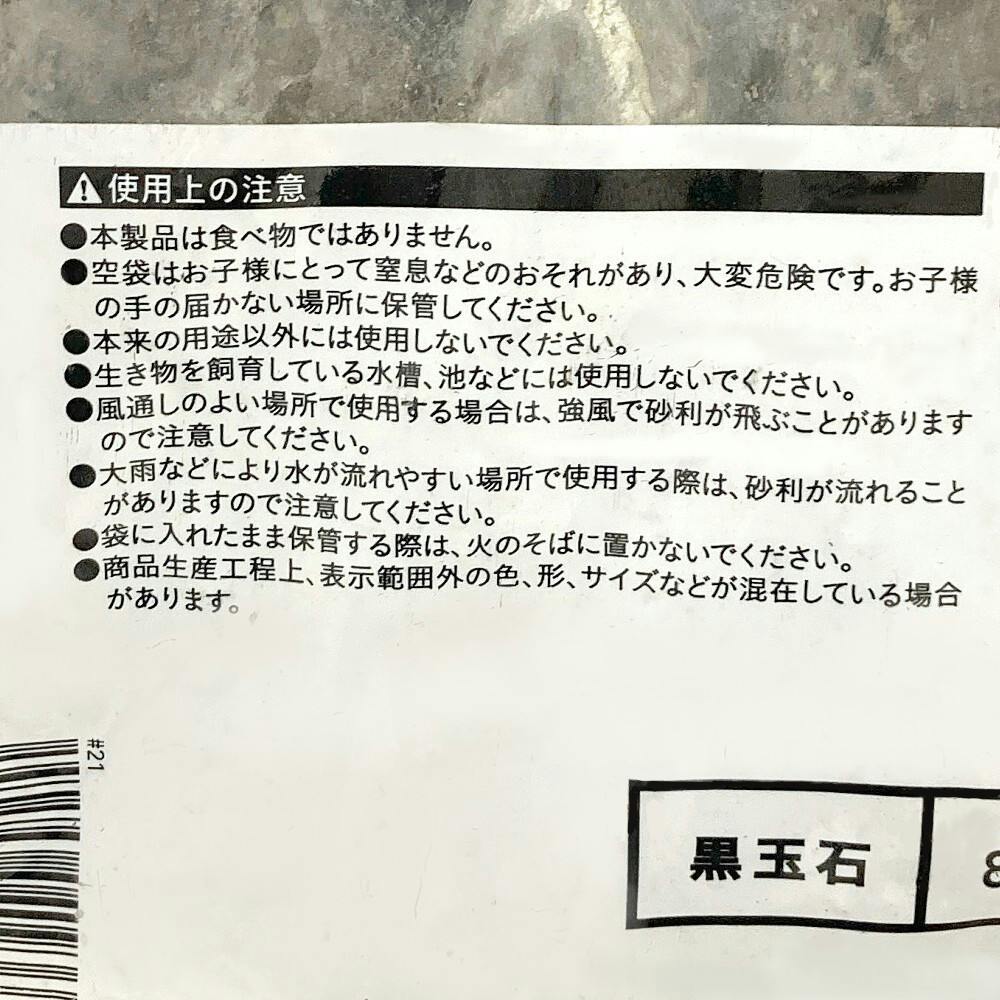 ⚠使用上の注意
●本製品は食べ物ではありません。
●空袋はお子様にとって窒息などのおそれがあり、大変危険です。お子様
の手の届かない場所に保管してください。
●本来の用途以外には使用しないでください。
●生き物を飼育している水槽、池などには使用しないでください。
●風通しのよい場所で使用する場合は、強風で砂利が飛ぶことがあります
ので注意してください。
●大雨などにより水が流れやすい場所で使用する際は、砂利が流れること
がありますので注意してください。
●袋に入れたまま保管する際は、火のそばに置かないでください。
●商品生産工程上、表示範囲外の色、形、サイズなどが混在している場合
があります。
#21
黒玉石